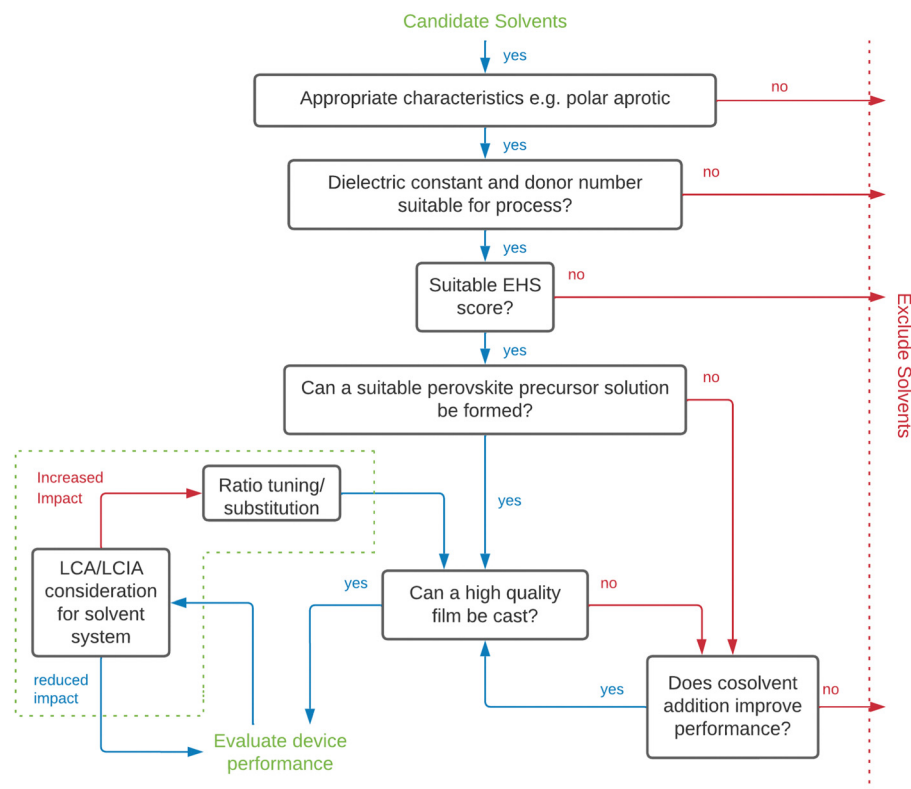 Candidate Solvents
yes
Appropriate characteristics e.g. polar aprotic
no
yes
Dielectric constant and donor number
suitable for process?
no
yes
Suitable EHS
score?
no
yes
Can a suitable perovskite precursor solution
be formed?
no
Exclude Solvents
yes
Increased
Impact
Ratio tuning/
substitution
LCA/LCIA
consideration
for solvent
system
yes
Can a high quality
film be cast?
no
reduced
impact
yes
Does cosolvent
addition improve
performance?
no
Evaluate device
performance